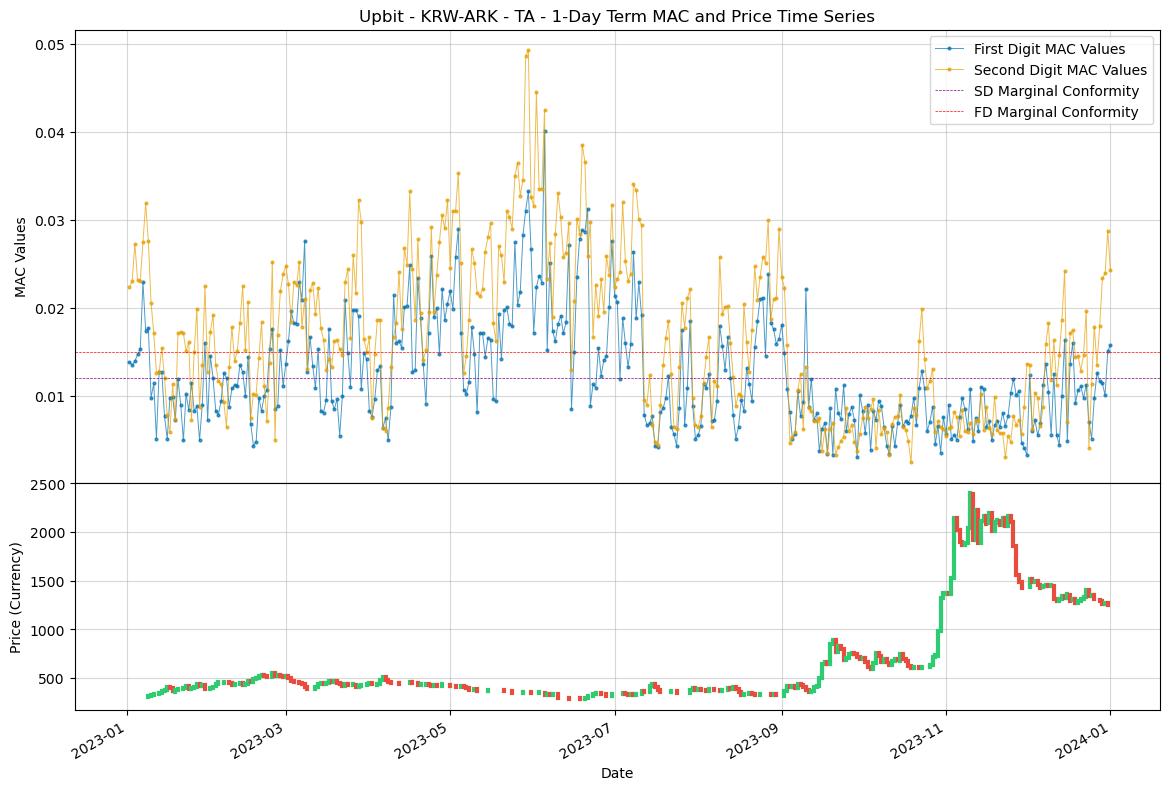 Upbit - KRW-ARK - TA - 1-Day Term MAC and Price Time Series
First Digit MAC Values
Second Digit MAC Values
SD Marginal Conformity
FD Marginal Conformity
0.05
0.04
0.03
0.02
0.01
MAC Values
2500
2000
1500
1000
500
Price (Currency)
2023-01
2023-03
2023-05
2023-07
2023-09
2023-11
2024-01
Date